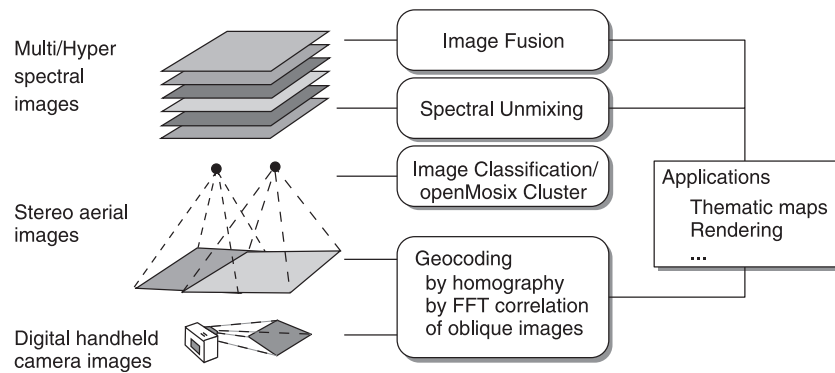 Multi/Hyper
spectral
images
Image Fusion
Spectral Unmixing
Image Classification/
openMosix Cluster
Stereo aerial
images
Geocoding
by homography
by FFT correlation
of oblique images
Digital handheld
camera images
Applications
Thematic maps
Rendering
...